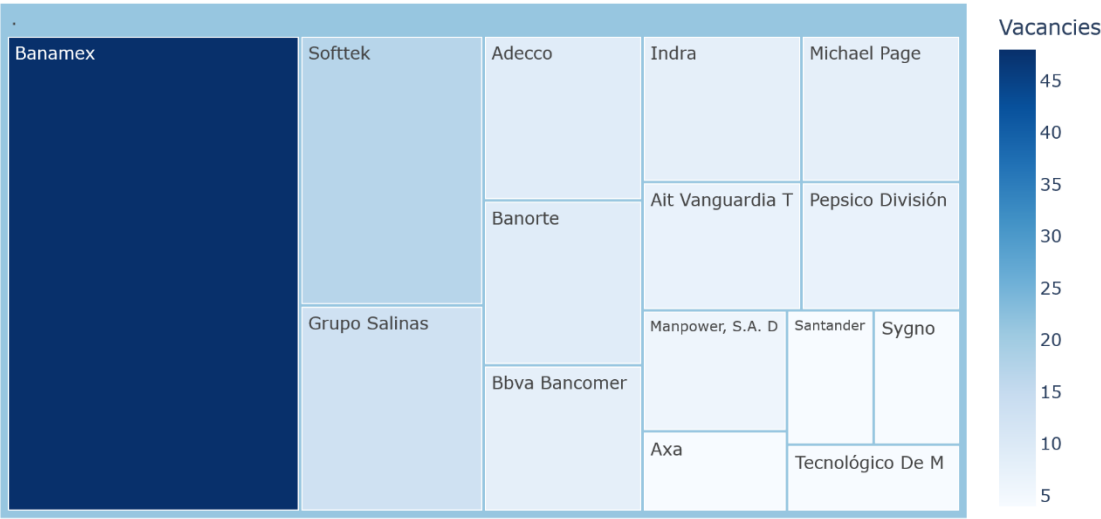 .
Banamex
Softtek
Grupo Salinas
Adecco
Banorte
Bbva Bancomer
Indra
Michael Page
Ait Vanguardia T
Pepsico División
Manpower, S.A. D
Santander
Sygno
Axa
Tecnológico De M
Vacancies
45
40
35
30
25
20
15
10
5